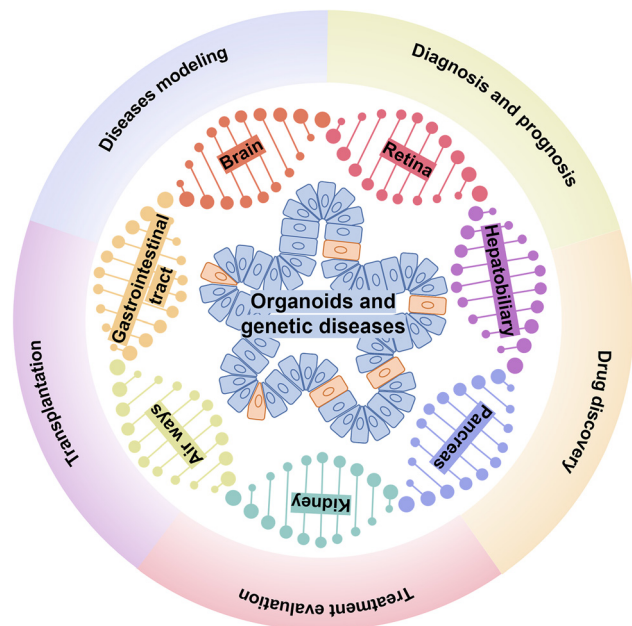 Diseases modeling
Diagnosis and prognosis
Drug discovery
Treatment evaluation
Transplantation
Brain
Retina
Hepatobiliary
Pancreas
Kidney
Air ways
Gastrointestinal
tract
Organoids and
genetic diseases